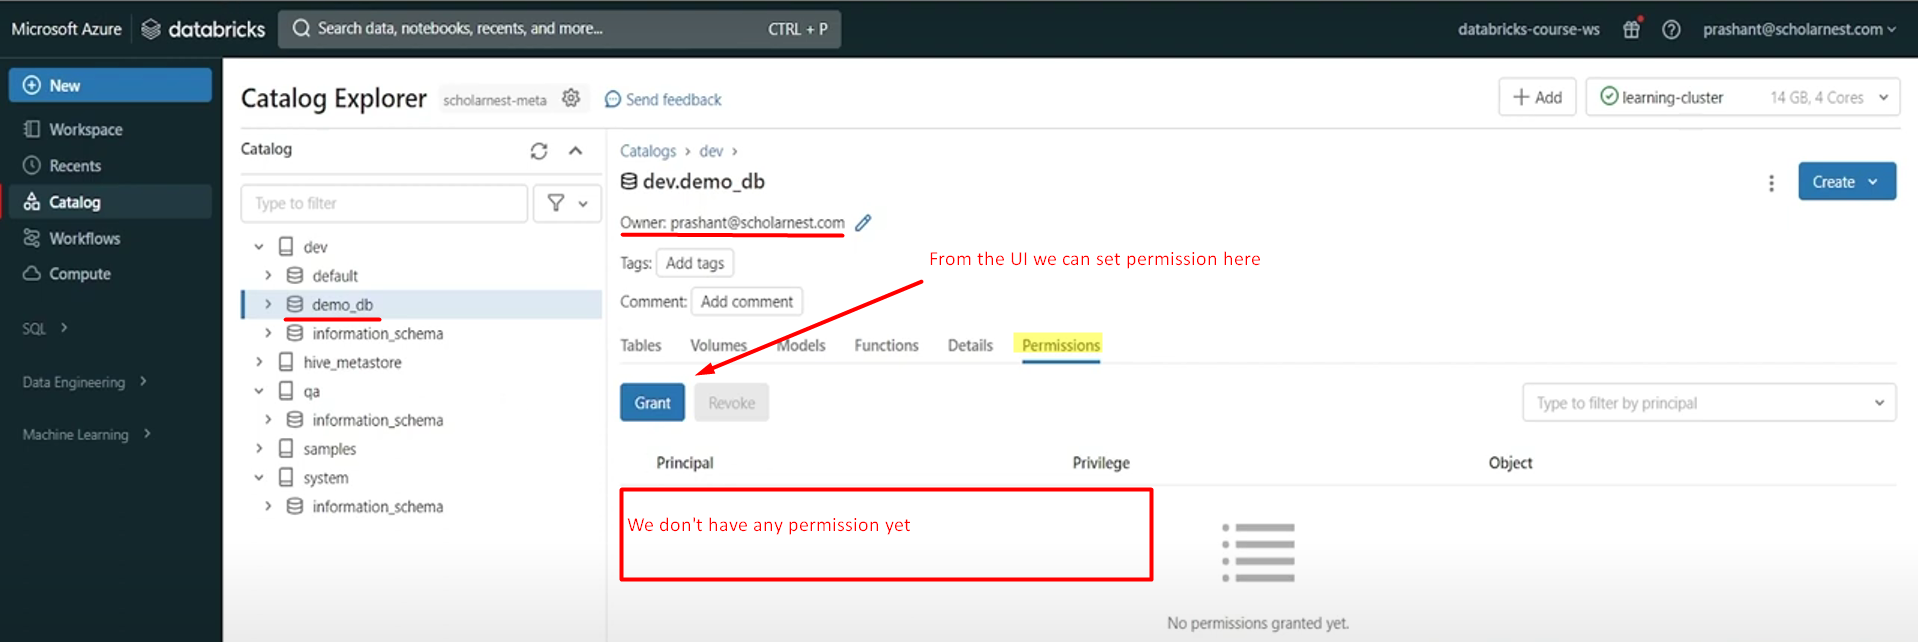 Microsoft Azure databricks Search data, notebooks, recents, and more... CTRL + P databricks-course-ws prashant@scholarnest.com
New
Workspace
Recents
Catalog
Workflows
Compute
SQL
Data Engineering
Machine Learning
Catalog Explorer scholarnest-meta Send feedback Add learning-cluster 14 GB, 4 Cores
Catalog
Type to filter
dev
default
demo_db
information_schema
hive_metastore
qa
information_schema
samples
system
information_schema
Catalogs > dev >
dev.demo_db Create
Owner: prashant@scholarnest.com
Tags: Add tags
From the UI we can set permission here
Comment: Add comment
Tables Volumes Models Functions Details Permissions
Grant Revoke Type to filter by principal
Principal Privilege Object
We don't have any permission yet
No permissions granted yet.